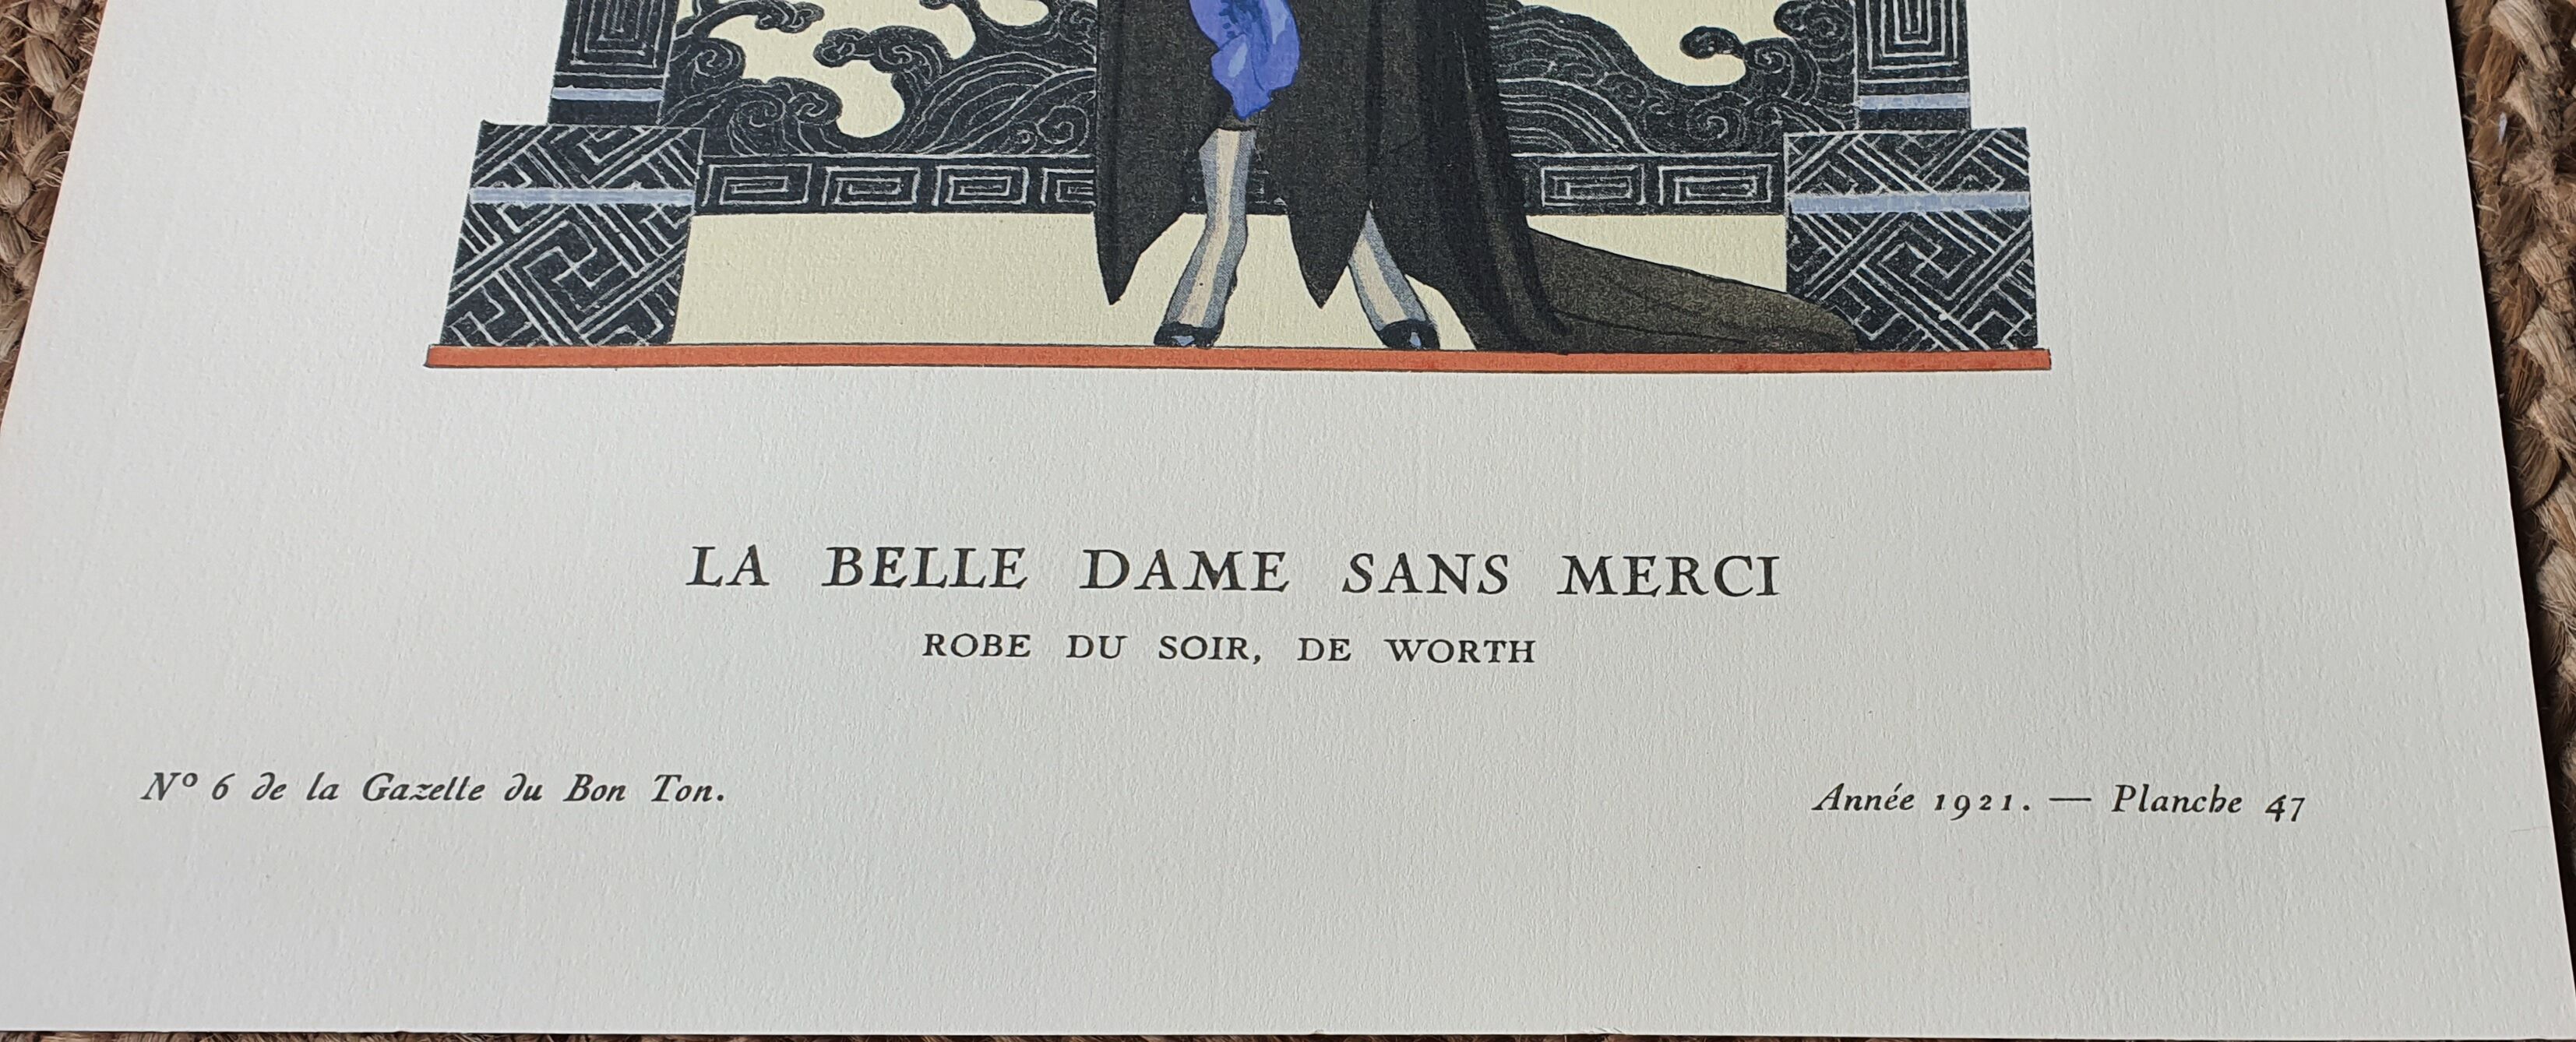 LA BELLE DAME SANS MERCI
ROBE DU SOIR, DE WORTH
Nº 6 de la Gazette du Bon Ton.
Année 1921. — Planche 47